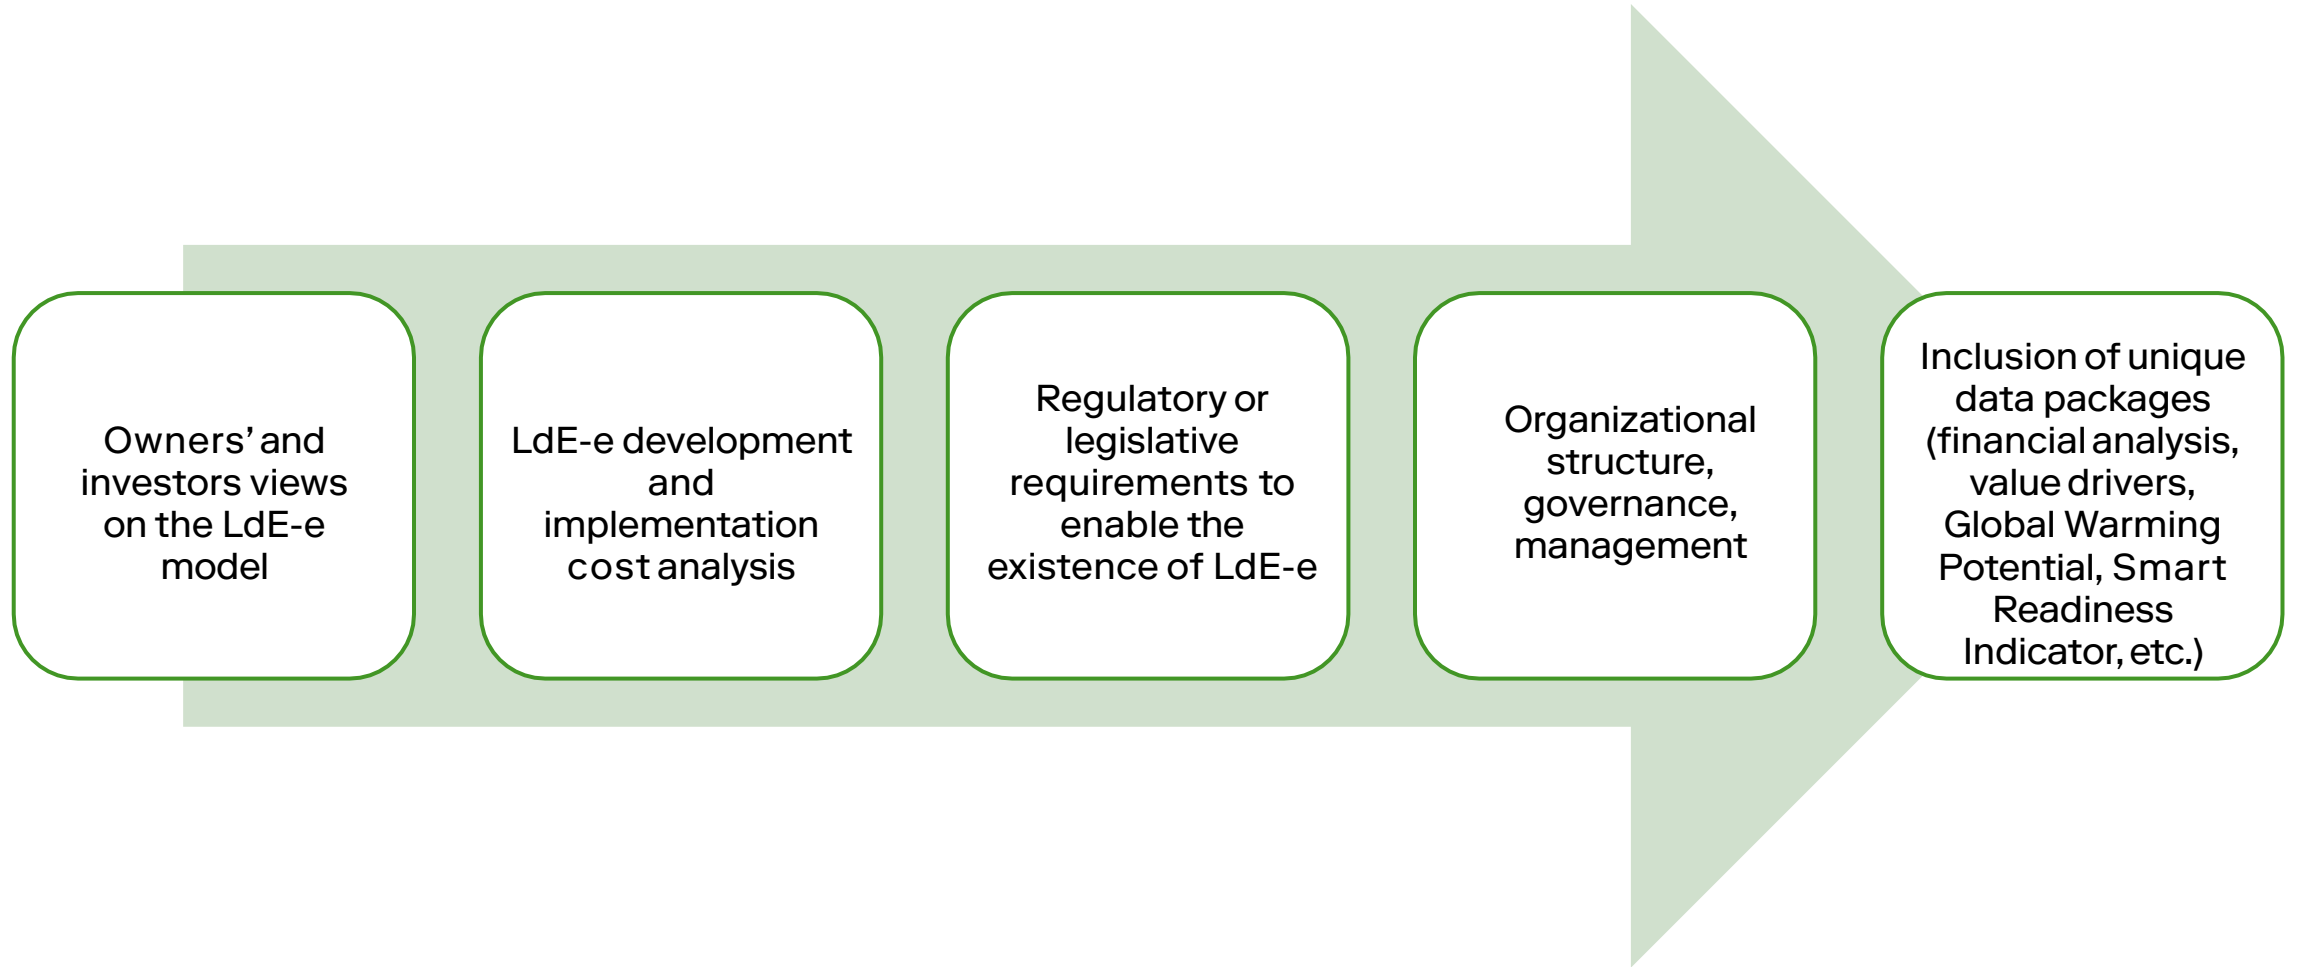 Owners’ and
investors views
on the LdE-e
model
LdE-e development
and
implementation
cost analysis
Regulatory or
legislative
requirements to
enable the
existence of LdE-e
Organizational
structure,
governance,
management
Inclusion of unique
data packages
(financial analysis,
value drivers,
Global Warming
Potential, Smart
Readiness
Indicator, etc.)